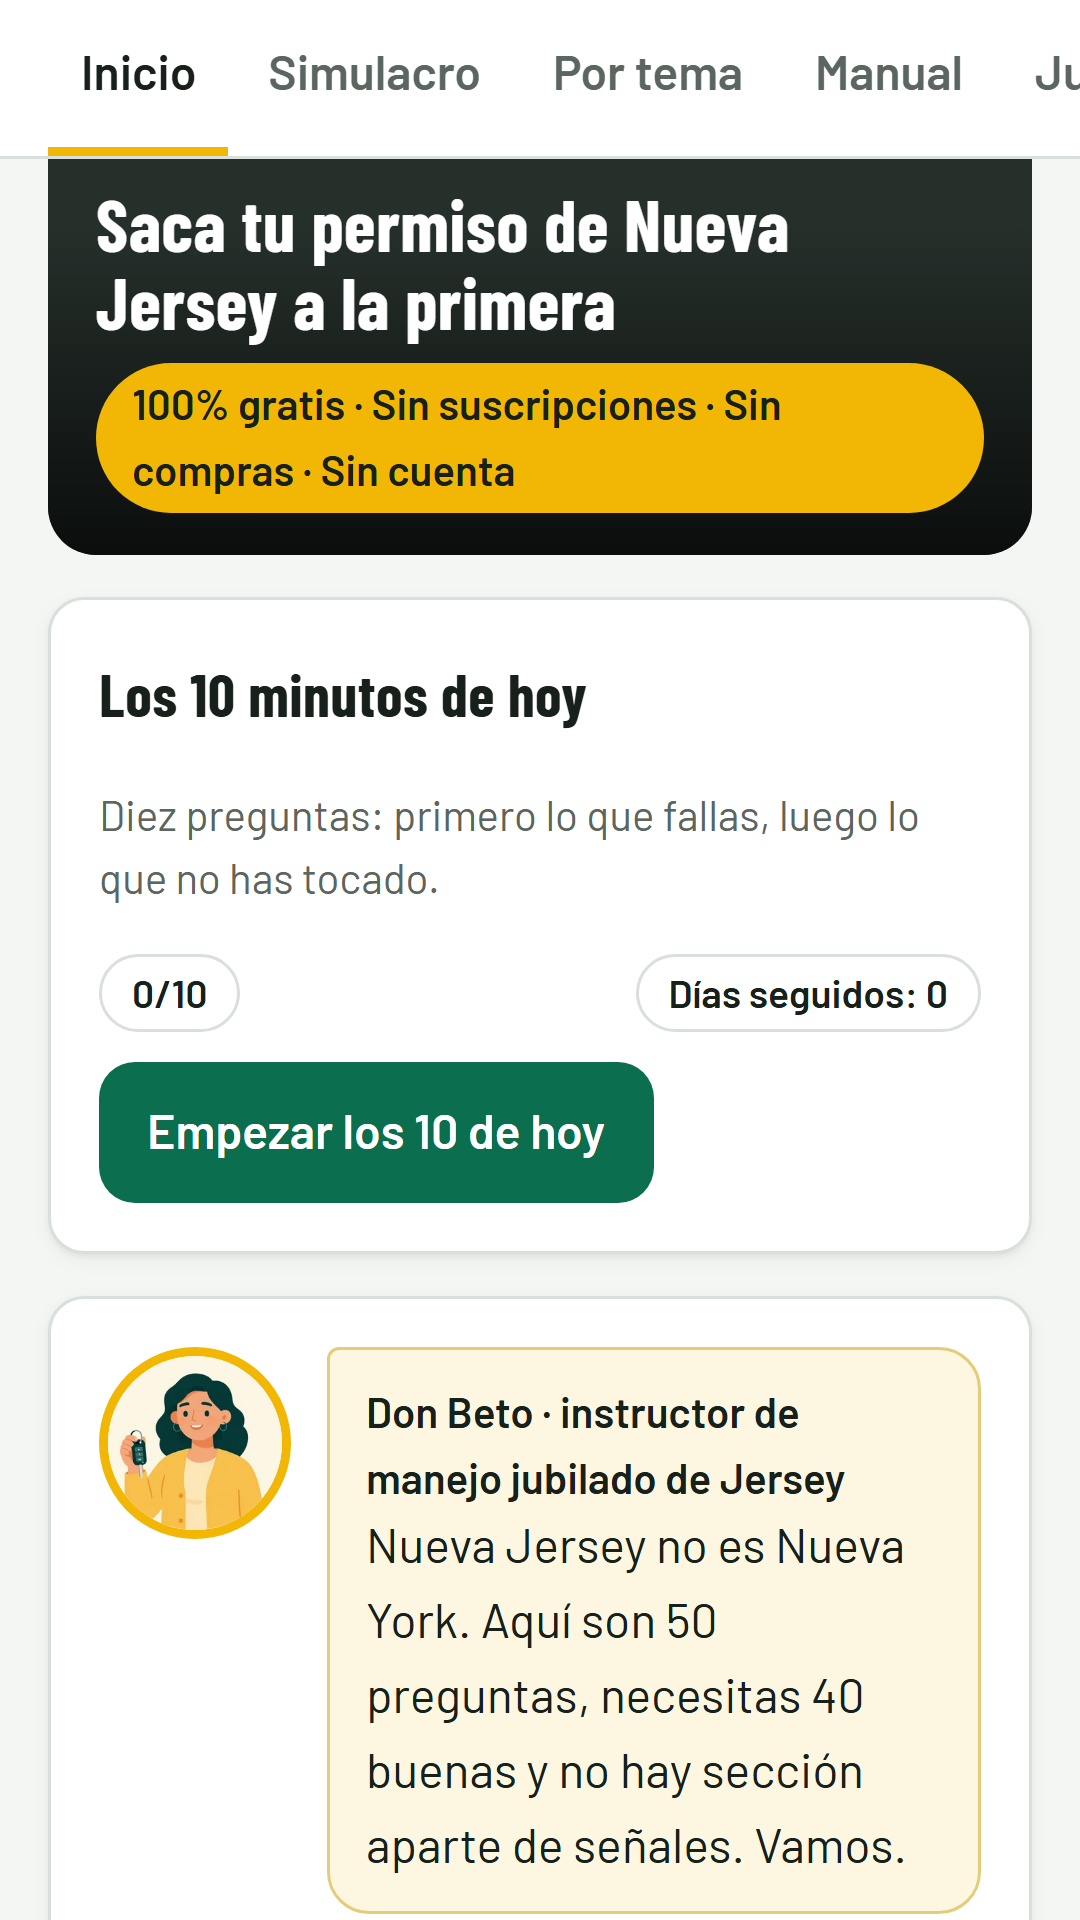 Inicio Simulacro Por tema Manual Ju
Saca tu permiso de Nueva
Jersey a la primera
100% gratis · Sin suscripciones · Sin
compras · Sin cuenta
Los 10 minutos de hoy
Diez preguntas: primero lo que fallas, luego lo
que no has tocado.
0/10 Días seguidos: 0
Empezar los 10 de hoy
Don Beto · instructor de
manejo jubilado de Jersey
Nueva Jersey no es Nueva
York. Aquí son 50
preguntas, necesitas 40
buenas y no hay sección
aparte de señales. Vamos.